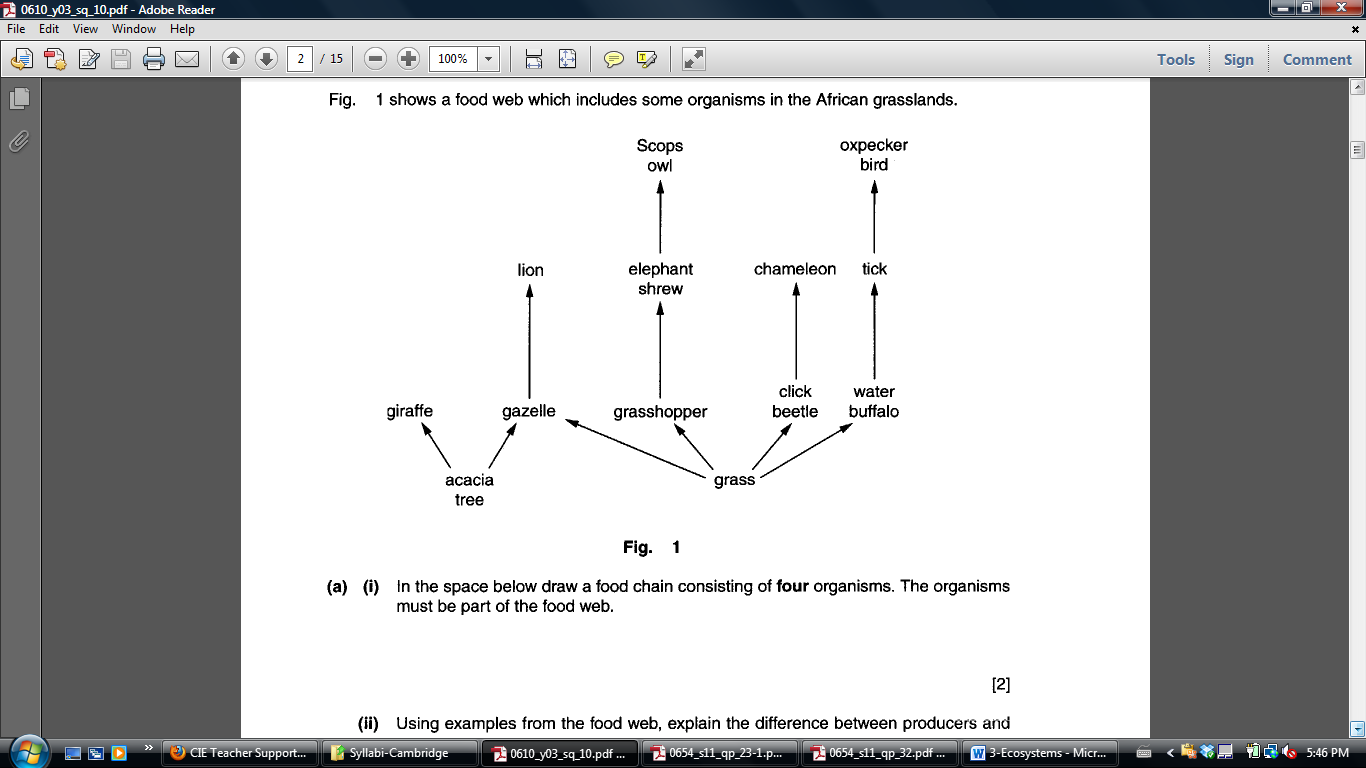 0610_y03_sq_10.pdf - Adobe Reader
File Edit View Window Help
2 / 15 100% Tools Sign Comment
Fig. 1 shows a food web which includes some organisms in the African grasslands.
Scops
owl
oxpecker
bird
lion
elephant
shrew
chameleon
tick
giraffe
gazelle
grasshopper
click
beetle
water
buffalo
acacia
tree
grass
Fig. 1
(a) (i) In the space below draw a food chain consisting of four organisms. The organisms
must be part of the food web.
[2]
(ii) Using examples from the food web, explain the difference between producers and
» CIE Teacher Support... Syllabi-Cambridge 0610_y03_sq_10.pdf ... 0654_s11_qp_23-1.p... 0654_s11_qp_32.pdf ... 3-Ecosystems - Micr... 5:46 PM